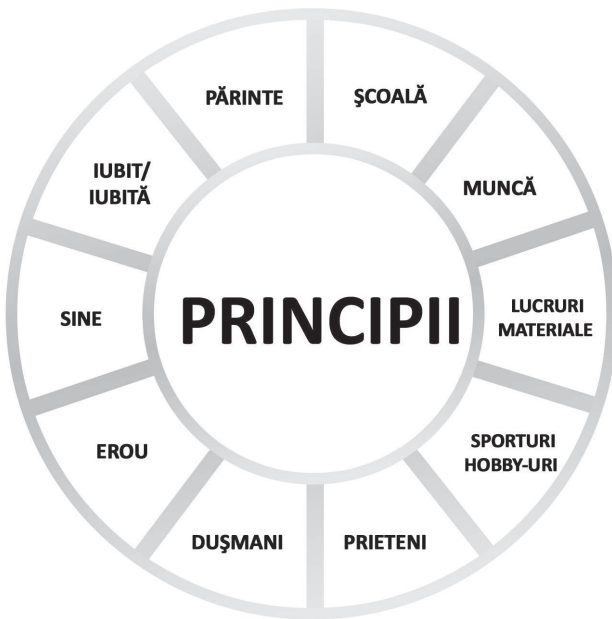 PĂRINTE
ŞCOALĂ
IUBIT/
IUBITĂ
MUNCĂ
SINE
PRINCIPII
LUCRURI
MATERIALE
EROU
SPORTURI
HOBBY-URI
DUŞMANI
PRIETENI